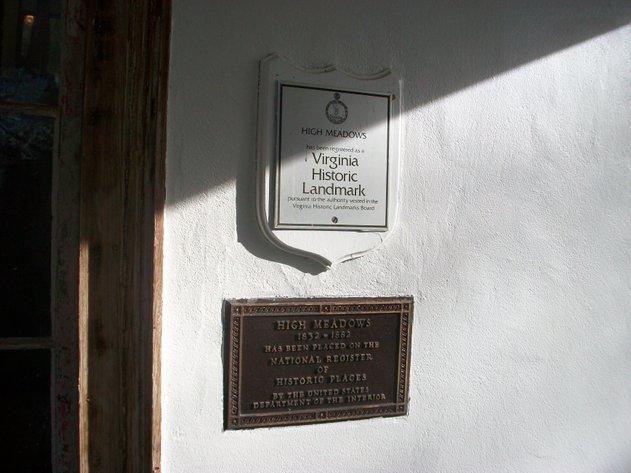 HIGH MEADOWS
has been registered as a
Virginia
Historic
Landmark
pursuant to the authority vested in the
Virginia Historic Landmarks Board
HIGH MEADOWS
1832 - 1882
HAS BEEN PLACED ON THE
NATIONAL REGISTER
OF
HISTORIC PLACES
BY THE UNITED STATES
DEPARTMENT OF THE INTERIOR